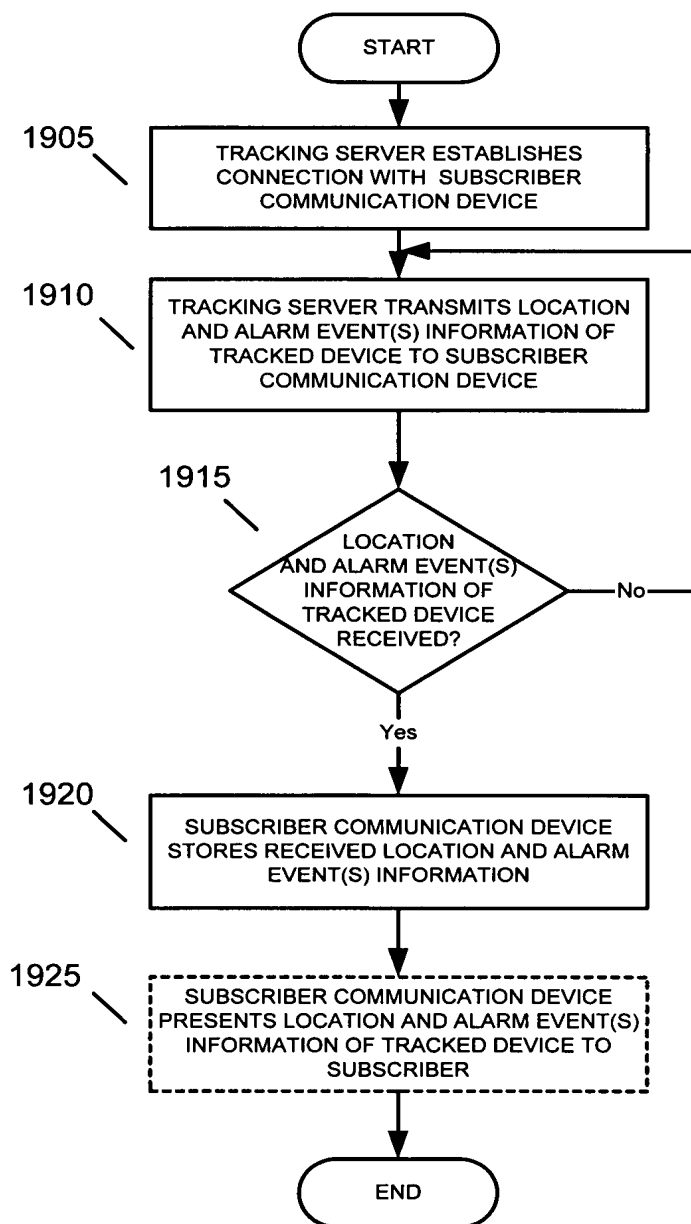 START
1905
TRACKING SERVER ESTABLISHES
CONNECTION WITH SUBSCRIBER
COMMUNICATION DEVICE
1910
TRACKING SERVER TRANSMITS LOCATION
AND ALARM EVENT(S) INFORMATION OF
TRACKED DEVICE TO SUBSCRIBER
COMMUNICATION DEVICE
1915
LOCATION
AND ALARM EVENT(S)
INFORMATION OF
TRACKED DEVICE
RECEIVED?
No
Yes
1920
SUBSCRIBER COMMUNICATION DEVICE
STORES RECEIVED LOCATION AND ALARM
EVENT(S) INFORMATION
1925
SUBSCRIBER COMMUNICATION DEVICE
PRESENTS LOCATION AND ALARM EVENT(S)
INFORMATION OF TRACKED DEVICE TO
SUBSCRIBER
END